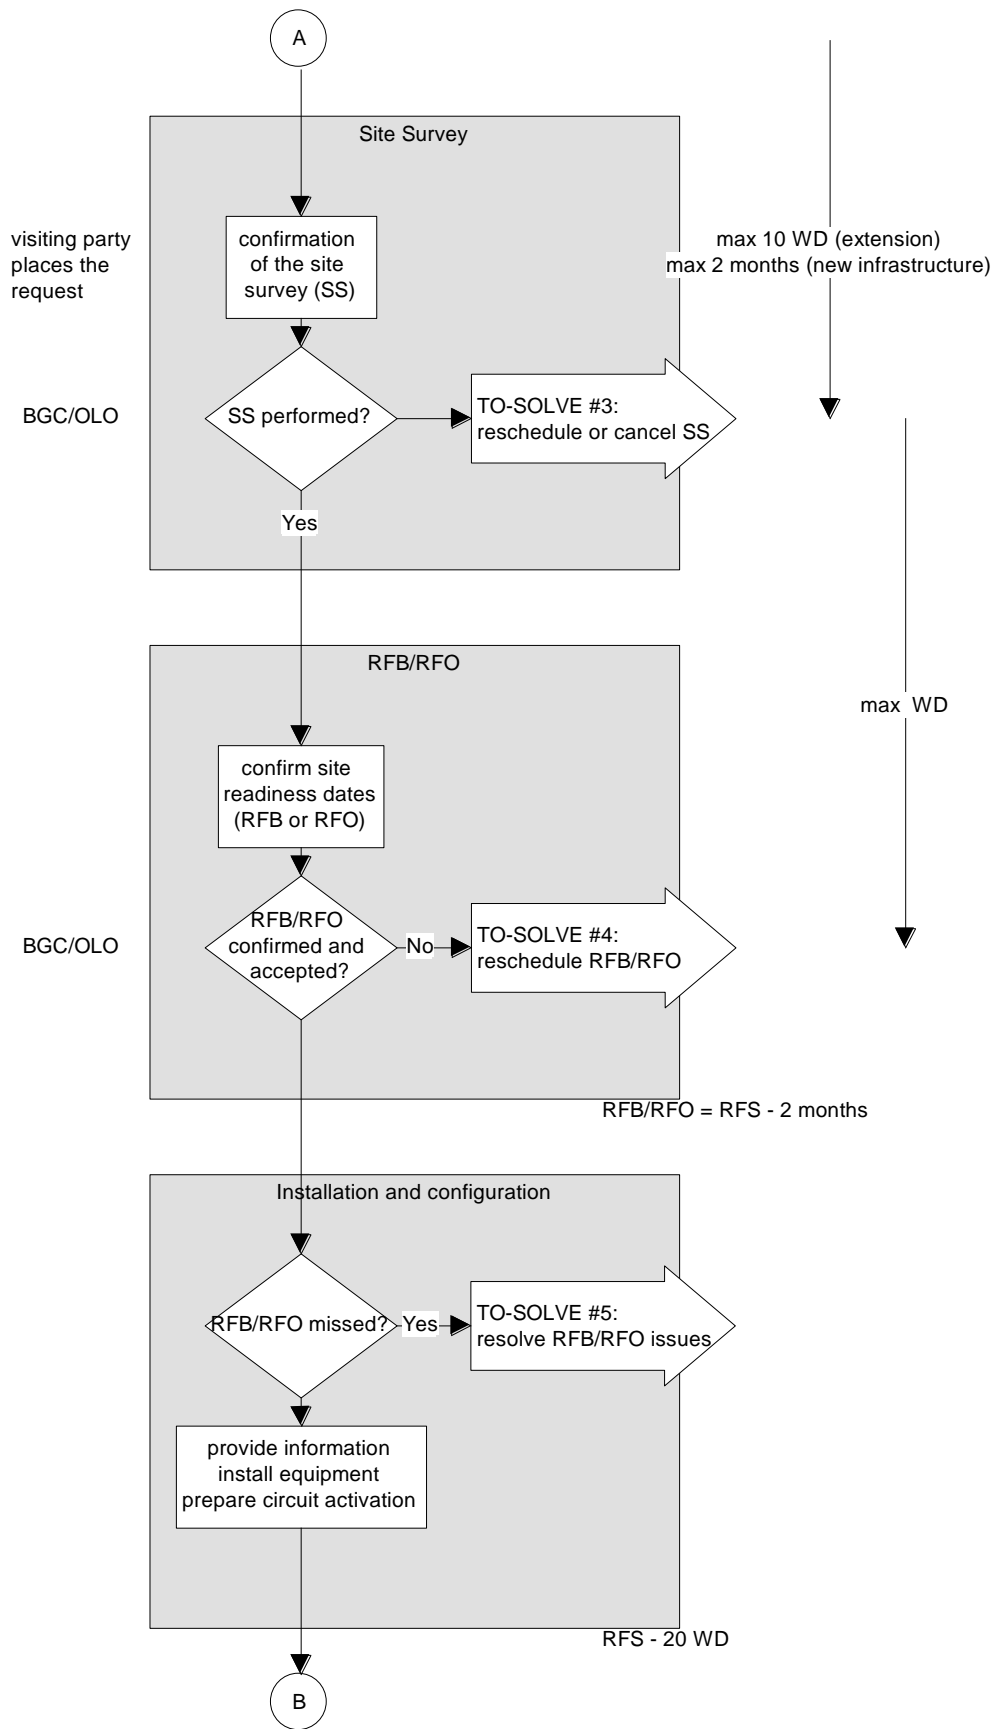 A
Site Survey
visiting party
places the
request
confirmation
of the site
survey (SS)
max 10 WD (extension)
max 2 months (new infrastructure)
BGC/OLO
SS performed?
TO-SOLVE #3:
reschedule or cancel SS
Yes
RFB/RFO
max  WD
confirm site
readiness dates
(RFB or RFO)
BGC/OLO
RFB/RFO
confirmed and
accepted?
No
TO-SOLVE #4:
reschedule RFB/RFO
RFB/RFO = RFS - 2 months
Installation and configuration
RFB/RFO missed?
Yes
TO-SOLVE #5:
resolve RFB/RFO issues
provide information
install equipment
prepare circuit activation
RFS - 20 WD
B